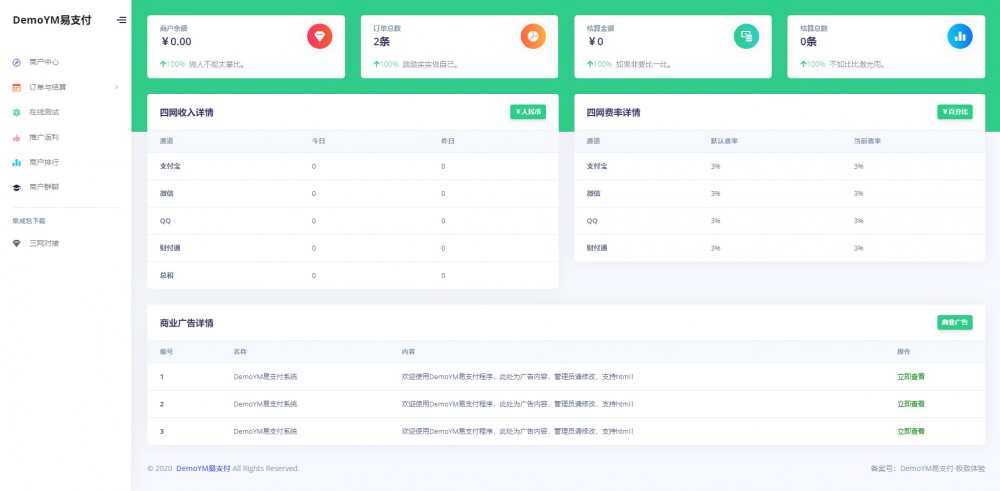 DemoYM易支付
商户中心
订单与结算
在线测试
推广返利
商户排行
商户群聊
集成包下载
三网对接
商户余额
¥0.00
100% 做人不能太攀比。
订单总数
2条
100% 踏踏实实做自己。
结算金额
¥0
100% 如果非要比一比。
结算总数
0条
100% 不如比比激光雨。
四网收入详情
¥人民币
通道 今日 昨日
支付宝 0 0
微信 0 0
QQ 0 0
财付通 0 0
总和 0 0
四网费率详情
¥百分比
通道 默认费率 当前费率
支付宝 3% 3%
微信 3% 3%
QQ 3% 3%
财付通 3% 3%
商业广告详情
商业广告
编号 名称 内容 操作
1 DemoYM易支付系统 欢迎使用DemoYM易支付程序，此处为广告内容，管理员请修改，支持html！ 立即查看
2 DemoYM易支付系统 欢迎使用DemoYM易支付程序，此处为广告内容，管理员请修改，支持html！ 立即查看
3 DemoYM易支付系统 欢迎使用DemoYM易支付程序，此处为广告内容，管理员请修改，支持html！ 立即查看
© 2020 DemoYM易支付 All Rights Reserved.
备案号：DemoYM易支付·极致体验